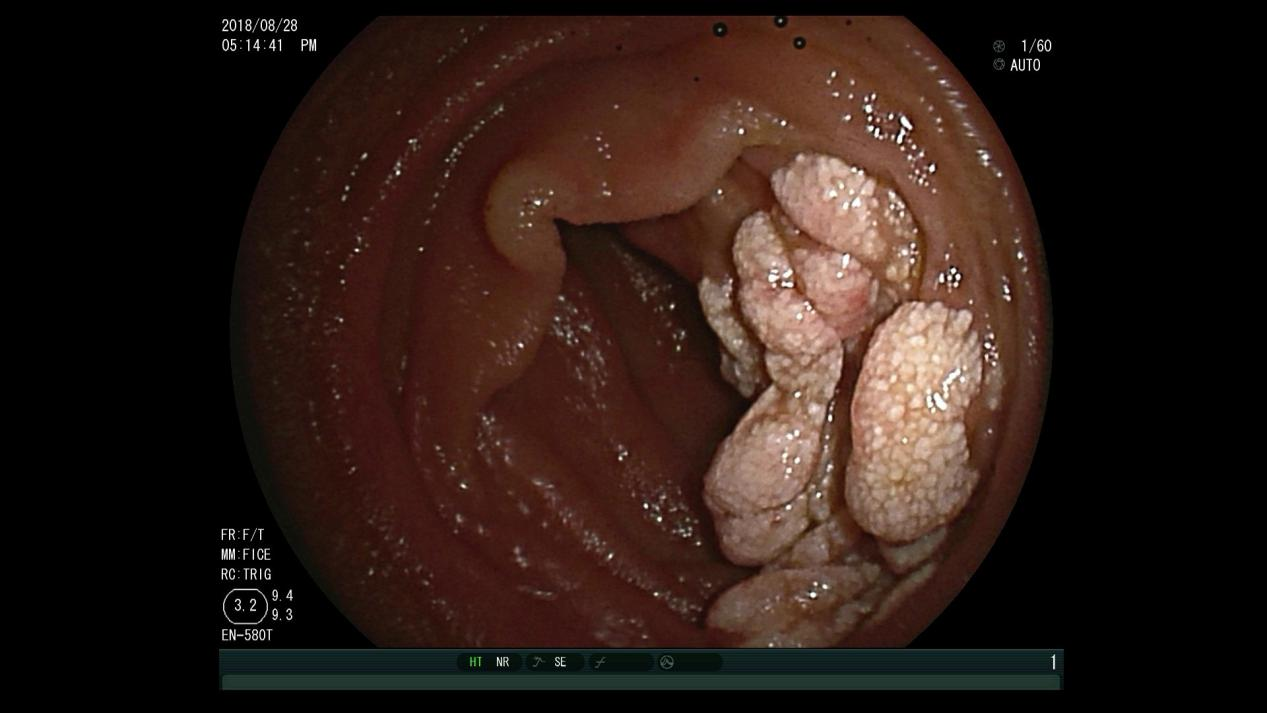 2018/08/28
05:14:41 PM
1/60
AUTO
FR:F/T
MM:FICE
RC:TRIG
3.2 9.4
9.3
EN-580T
HT NR SE 1